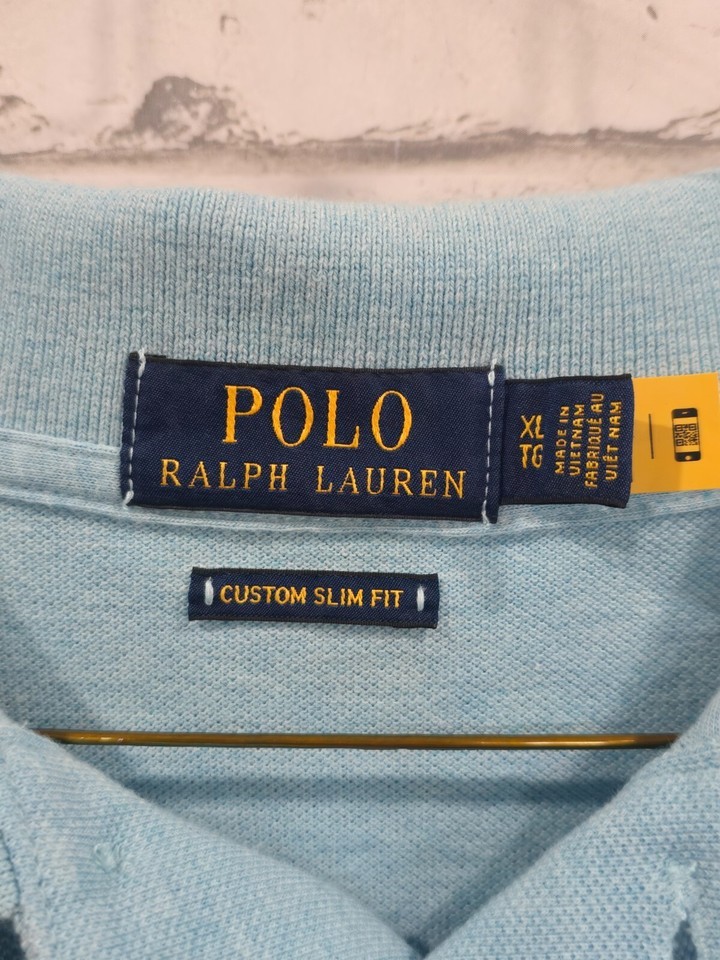 POLO
RALPH LAUREN
XL
TG
MADE IN
VIETNAM
FABRIQUÉ AU
VIÊT NAM
CUSTOM SLIM FIT